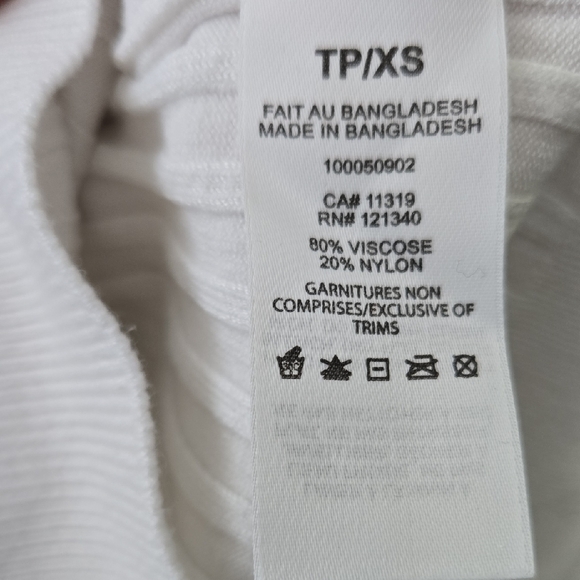 TP/XS
FAIT AU BANGLADESH
MADE IN BANGLADESH
100050902
CA# 11319
RN# 121340
80% VISCOSE
20% NYLON
GARNITURES NON
COMPRISES/EXCLUSIVE OF
TRIMS